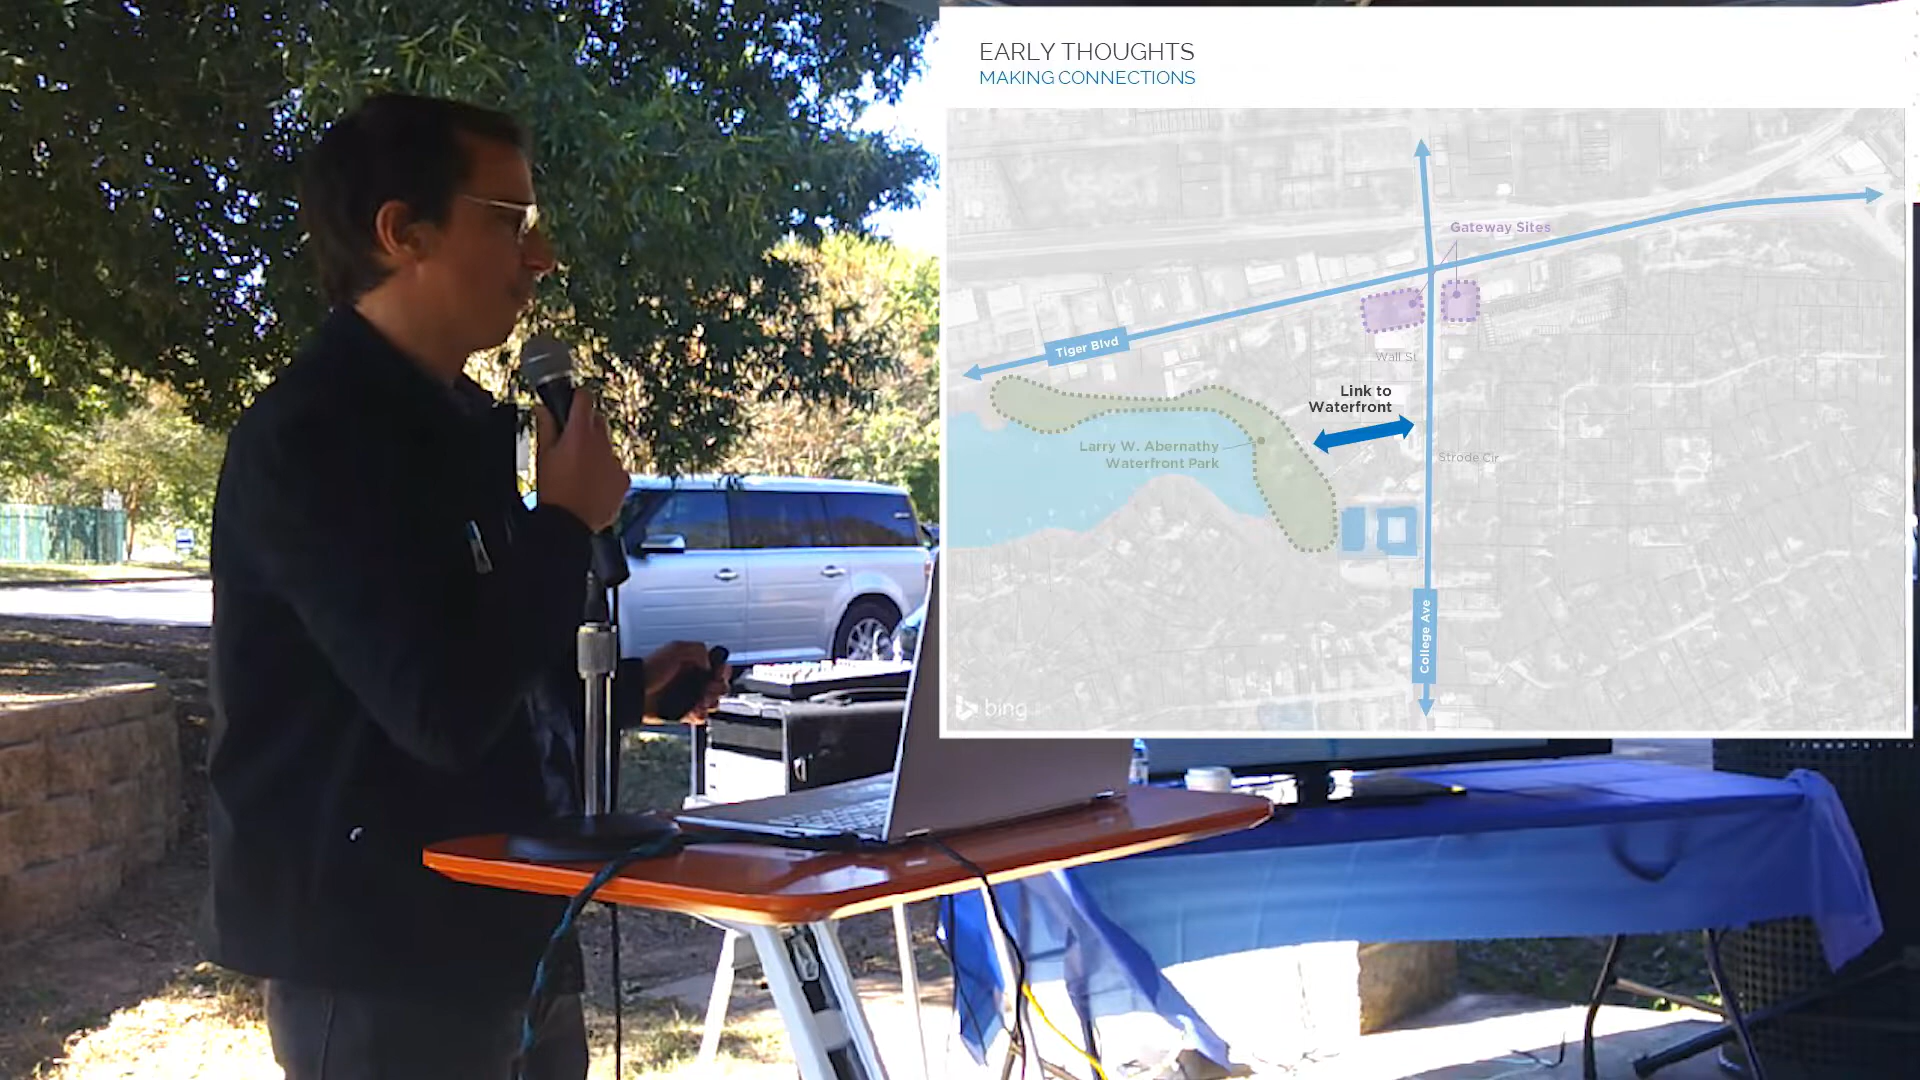 EARLY THOUGHTS
MAKING CONNECTIONS
Gateway Sites
Tiger Blvd
Wall St
Link to
Waterfront
Larry W. Abernathy
Waterfront Park
Strode Cir
College Ave
bing